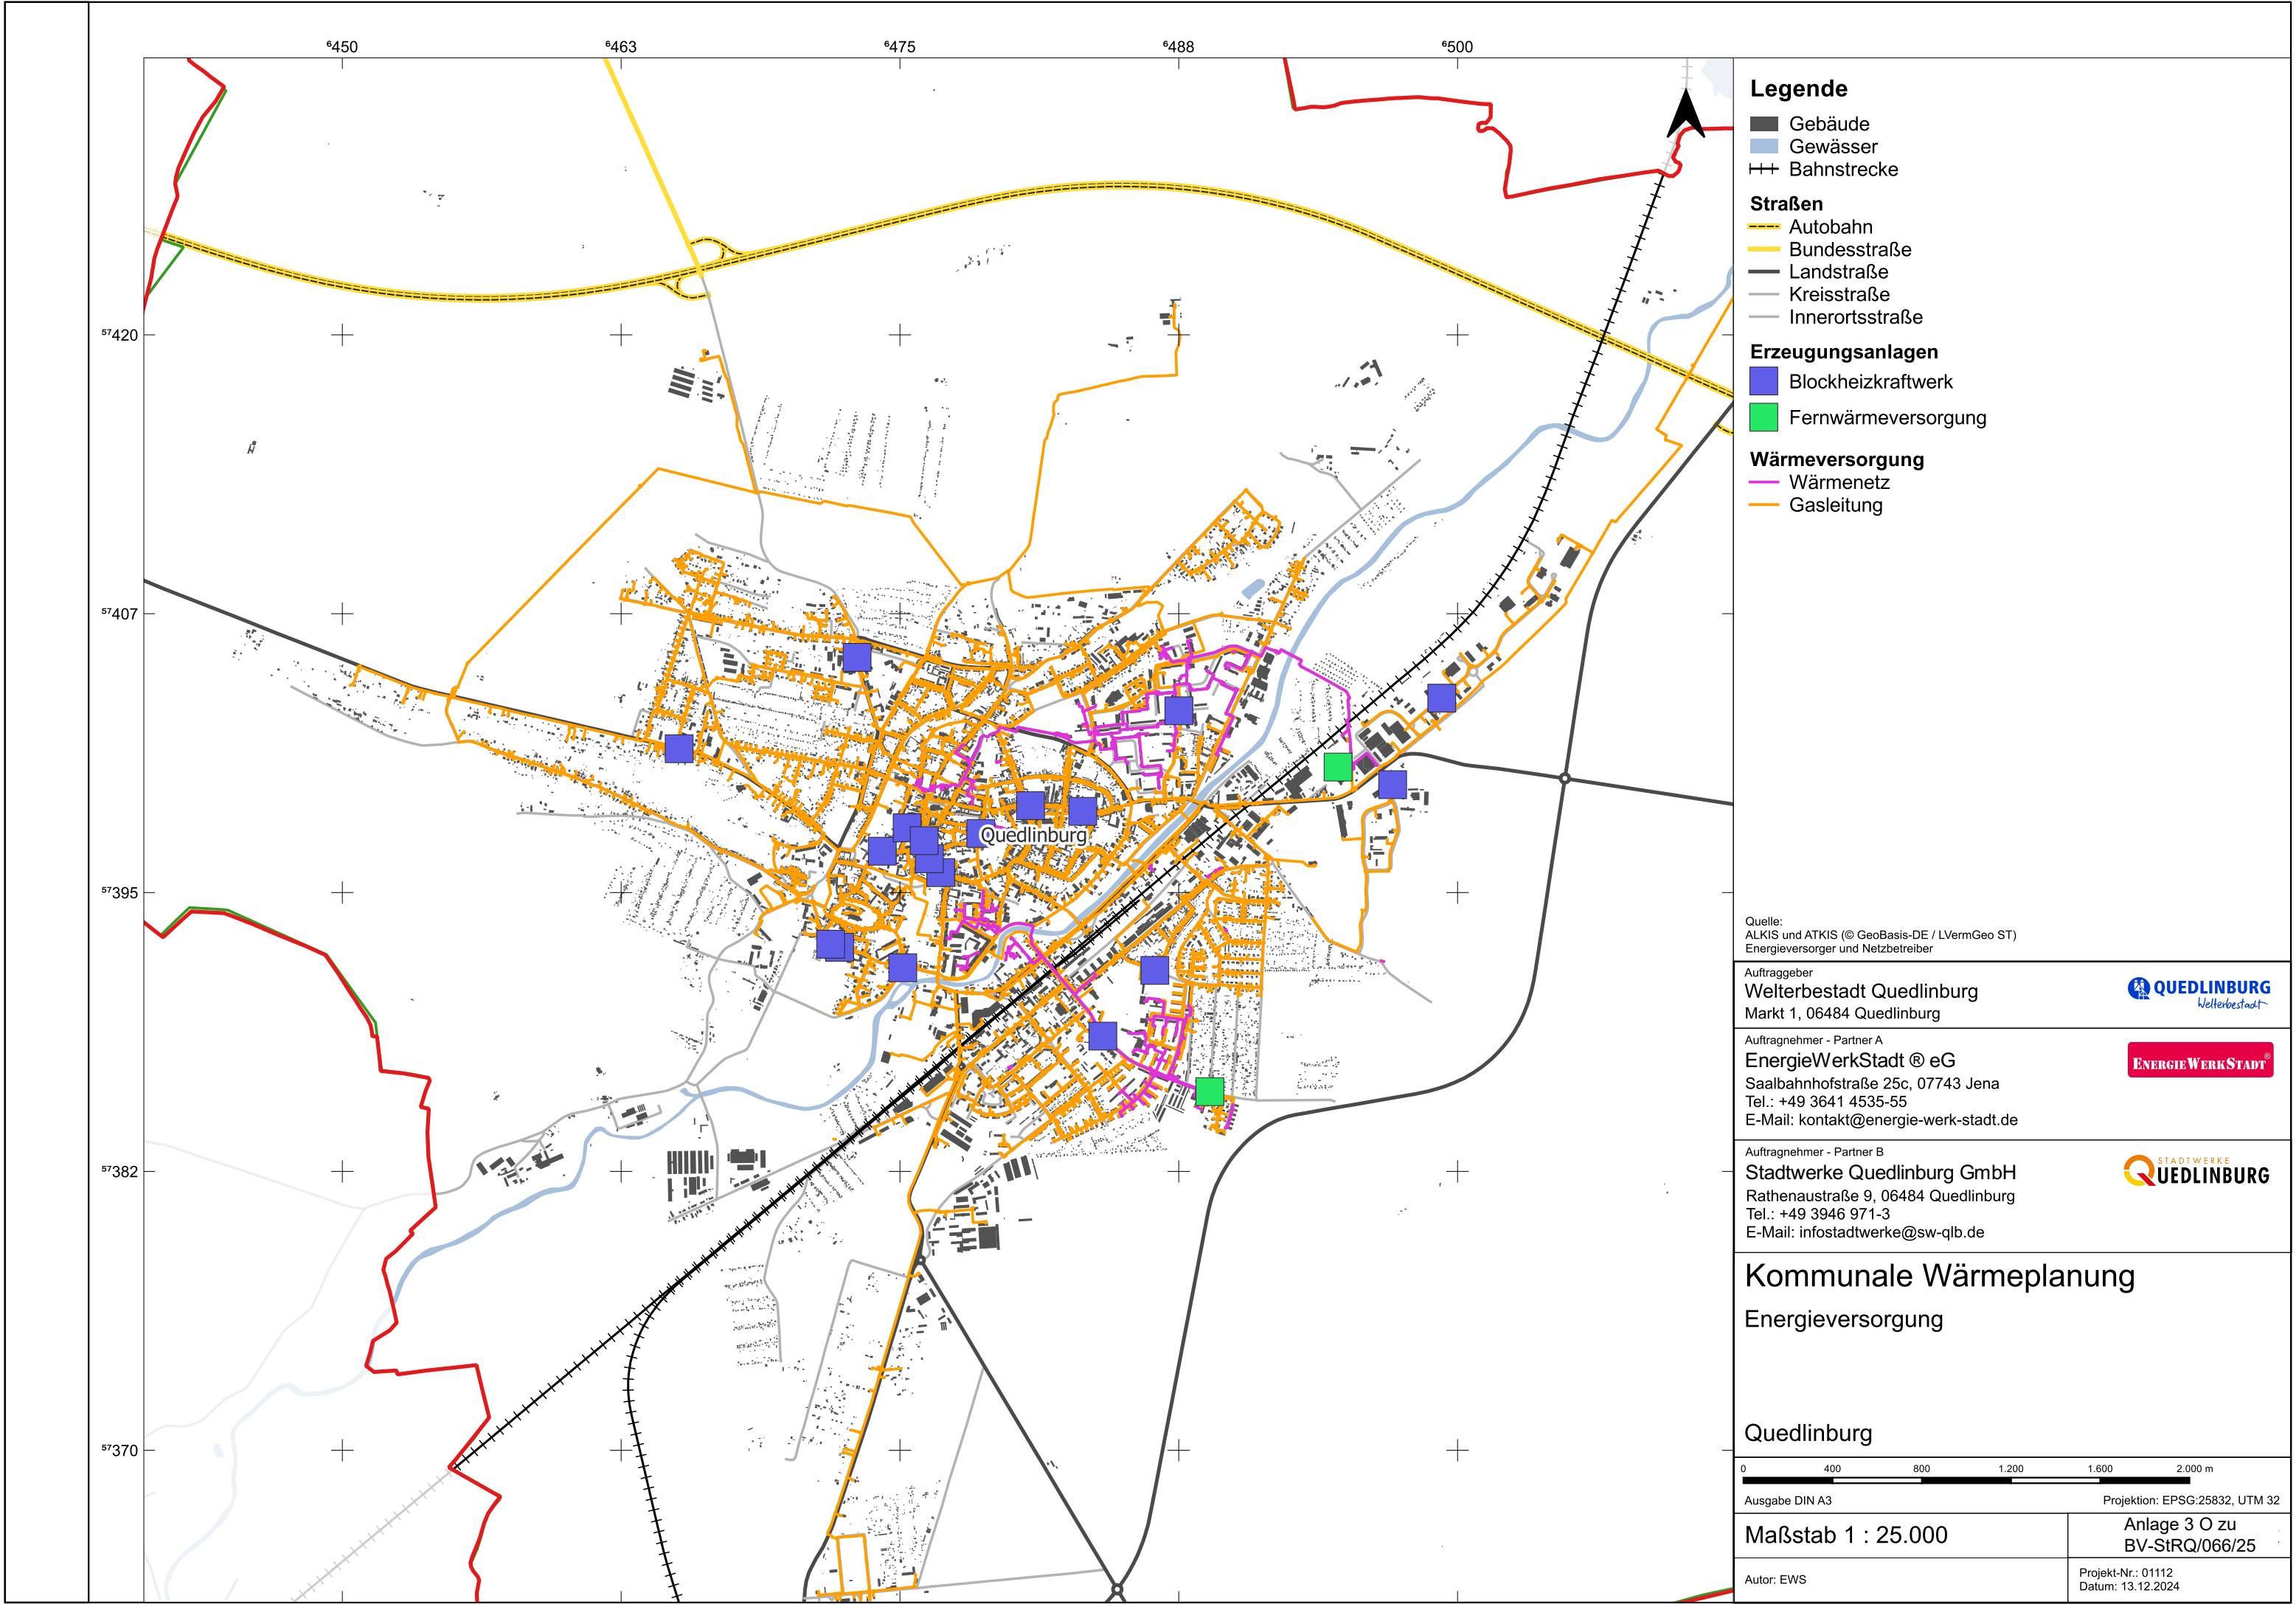 ⁶450
⁶463
⁶475
⁶488
⁶500
⁵⁷420
⁵⁷407
⁵⁷395
⁵⁷382
⁵⁷370
Quedlinburg
Legende
Gebäude
Gewässer
Bahnstrecke
Straßen
Autobahn
Bundesstraße
Landstraße
Kreisstraße
Innerortsstraße
Erzeugungsanlagen
Blockheizkraftwerk
Fernwärmeversorgung
Wärmeversorgung
Wärmenetz
Gasleitung
Quelle:
ALKIS und ATKIS (© GeoBasis-DE / LVermGeo ST)
Energieversorger und Netzbetreiber
Auftraggeber
Welterbestadt Quedlinburg
Markt 1, 06484 Quedlinburg
QUEDLINBURG
Welterbestadt
Auftragnehmer - Partner A
EnergieWerkStadt ® eG
Saalbahnhofstraße 25c, 07743 Jena
Tel.: +49 3641 4535-55
E-Mail: kontakt@energie-werk-stadt.de
ENERGIEWERKSTADT®
Auftragnehmer - Partner B
Stadtwerke Quedlinburg GmbH
Rathenaustraße 9, 06484 Quedlinburg
Tel.: +49 3946 971-3
E-Mail: infostadtwerke@sw-qlb.de
STADTWERKE
QUEDLINBURG
Kommunale Wärmeplanung
Energieversorgung
Quedlinburg
0 400 800 1.200 1.600 2.000 m
Ausgabe DIN A3
Projektion: EPSG:25832, UTM 32
Maßstab 1 : 25.000
Anlage 3 O zu
BV-StRQ/066/25
Autor: EWS
Projekt-Nr.: 01112
Datum: 13.12.2024